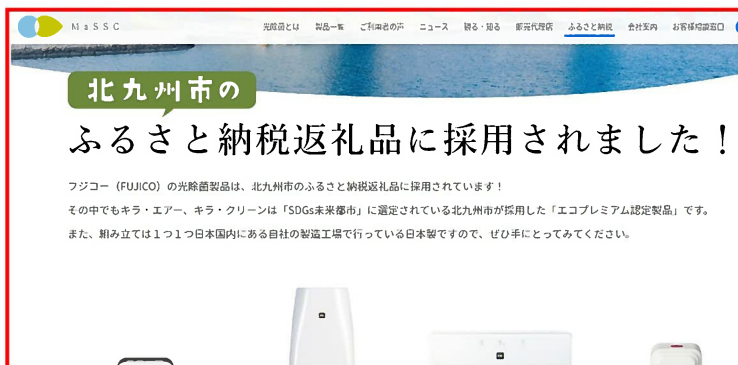 MaSSC
光除菌とは 製品一覧 ご利用者の声 ニュース 観る・知る 販売代理店 ふるさと納税 会社案内 お客様相談窓口
北九州市の
ふるさと納税返礼品に採用されました！
フジコー（FUJICO）の光除菌製品は、北九州市のふるさと納税返礼品に採用されています！
その中でもキラ・エアー、キラ・クリーンは「SDGs未来都市」に選定されている北九州市が採用した「エコプレミアム認定製品」です。
また、組み立ては１つ１つ日本国内にある自社の製造工場で行っている日本製ですので、ぜひ手にとってみてください。